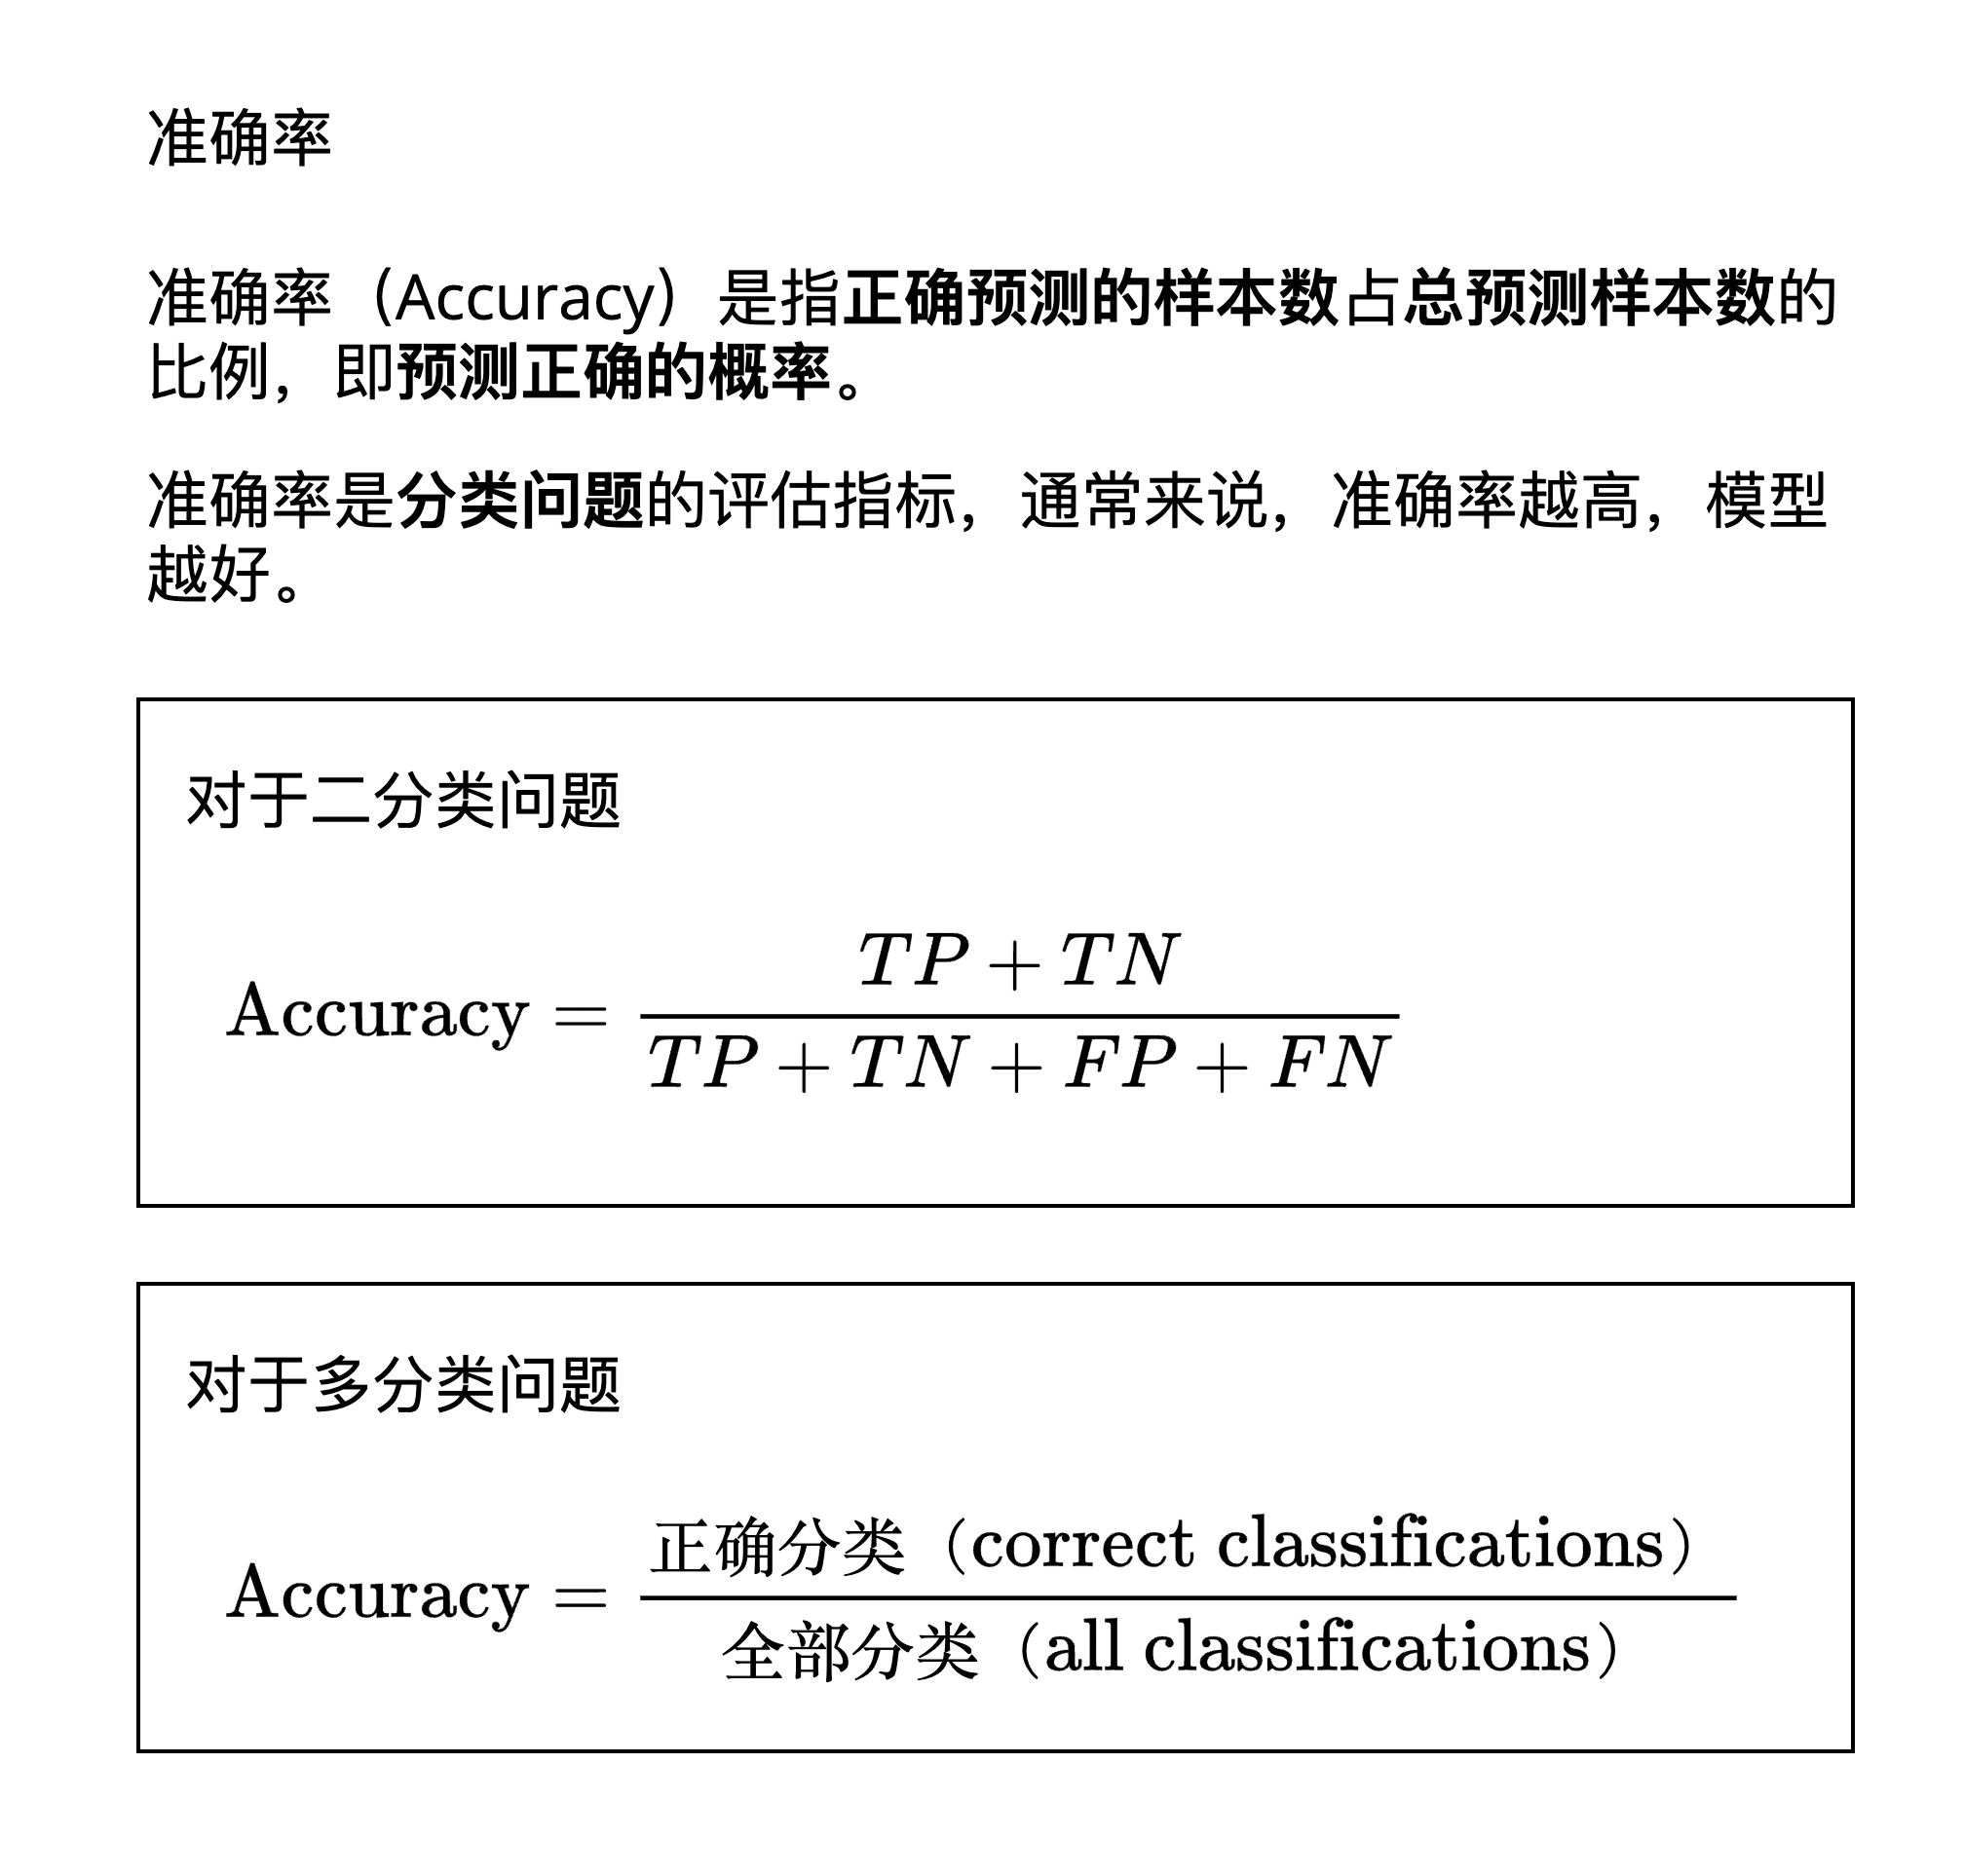 准确率
准确率（Accuracy）是指正确预测的样本数占总预测样本数的
比例，即预测正确的概率。
准确率是分类问题的评估指标，通常来说，准确率越高，模型
越好。
对于二分类问题
Accuracy = \frac{TP + TN}{TP + TN + FP + FN}
对于多分类问题
Accuracy = \frac{正确分类（correct classifications）}{全部分类（all classifications）}